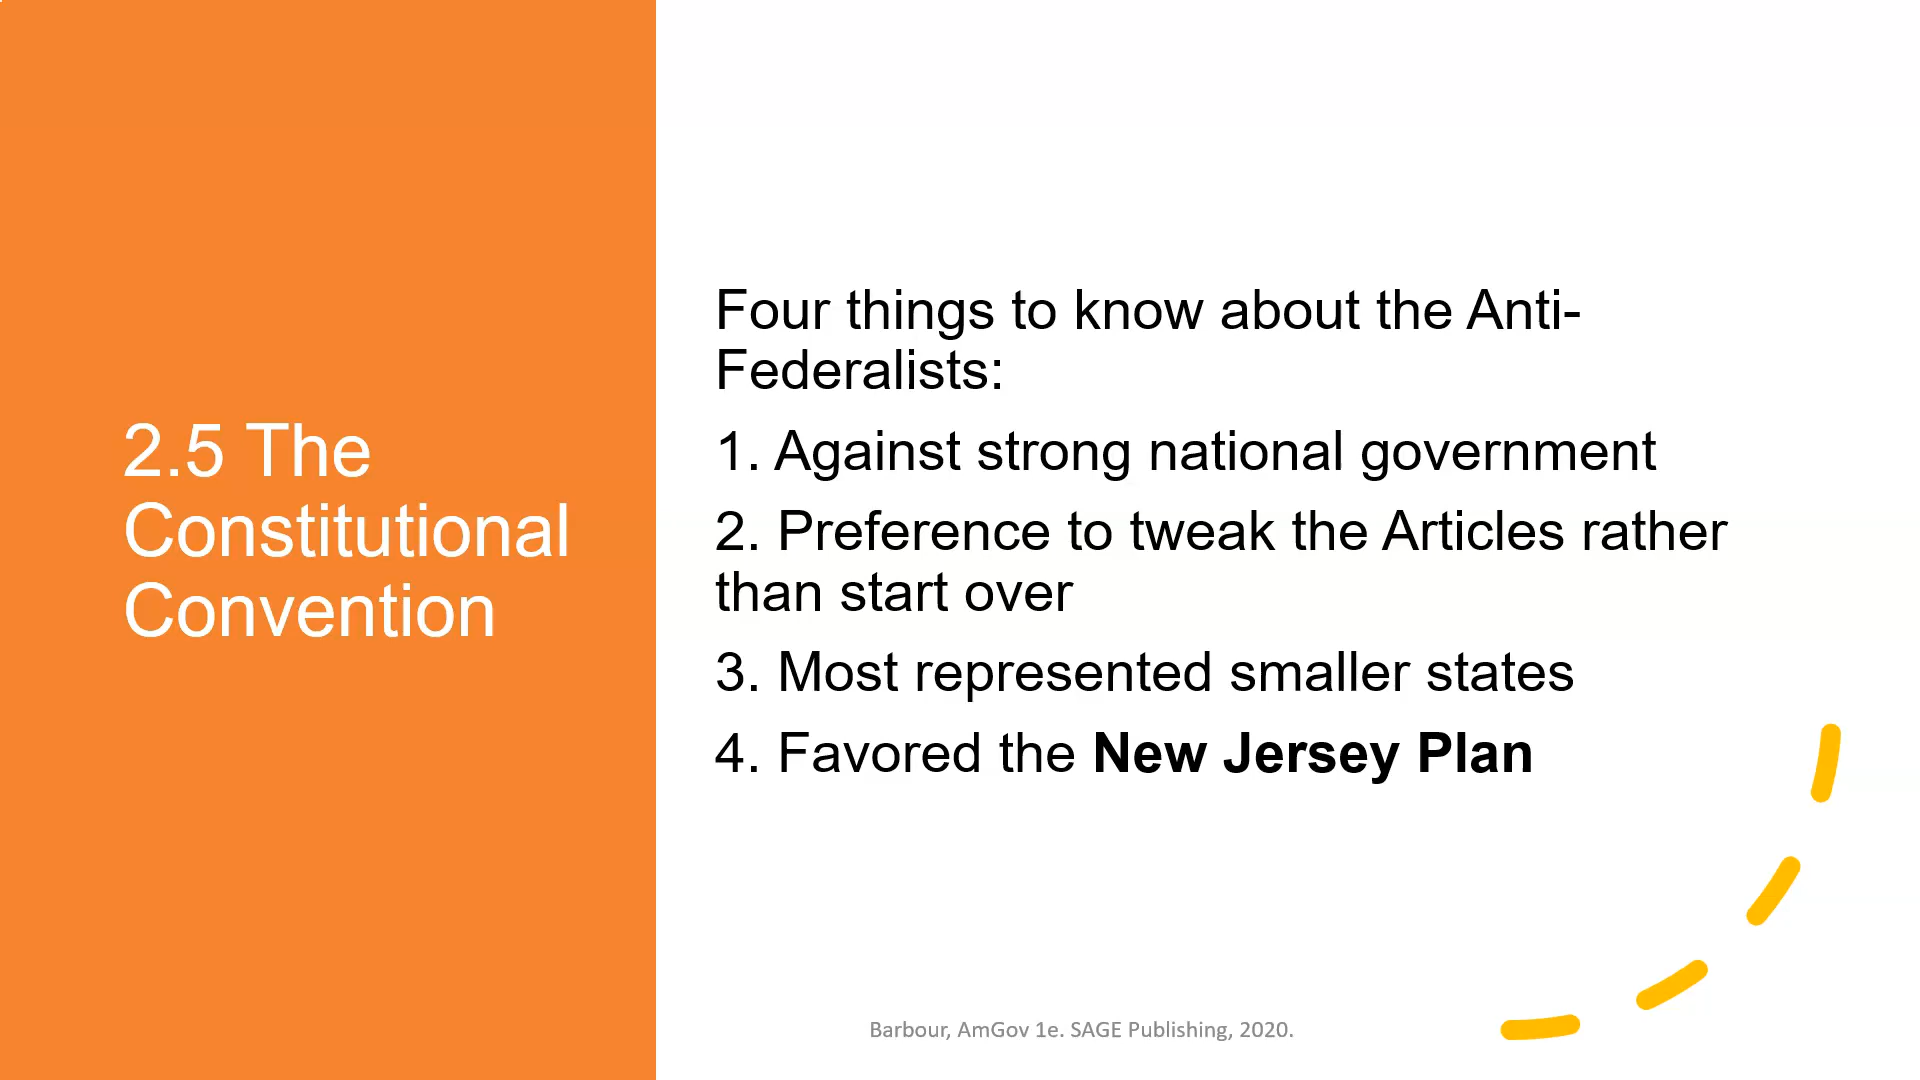 2.5 The
Constitutional
Convention
Four things to know about the Anti-
Federalists:
1. Against strong national government
2. Preference to tweak the Articles rather
than start over
3. Most represented smaller states
4. Favored the New Jersey Plan
Barbour, AmGov 1e. SAGE Publishing, 2020.